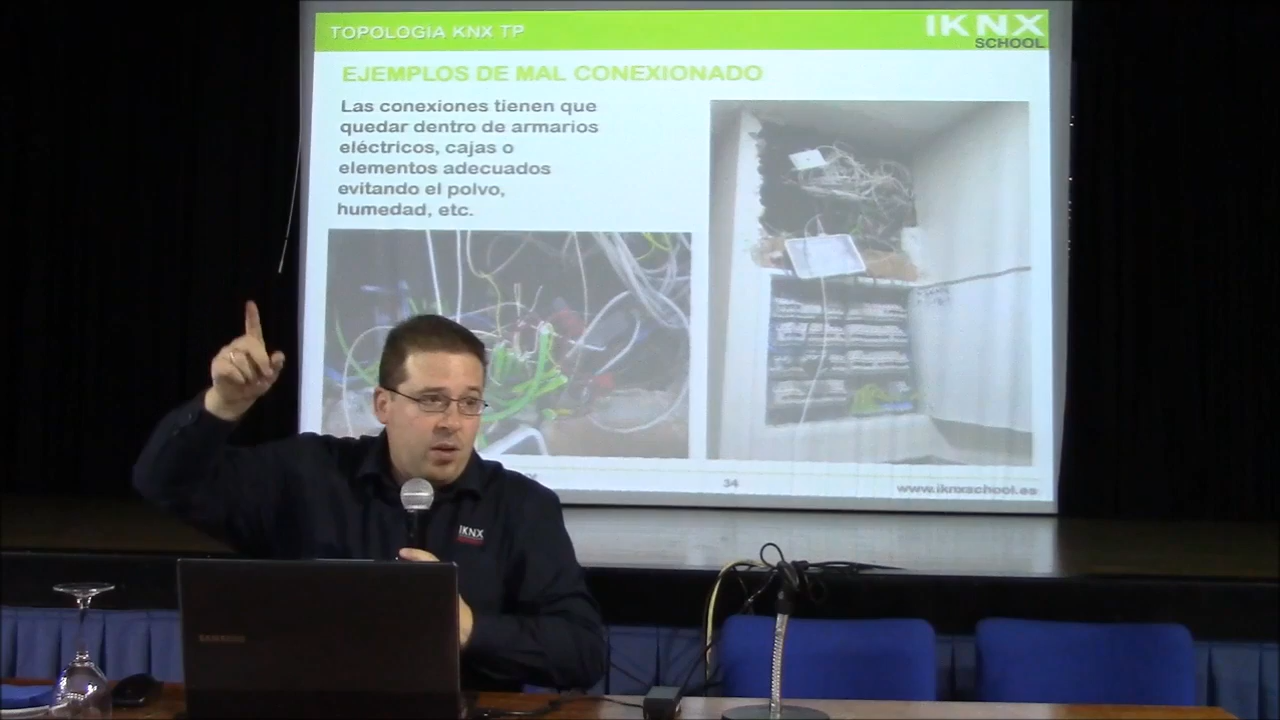 TOPOLOGIA KNX TP
IKNX
SCHOOL
EJEMPLOS DE MAL CONEXIONADO
Las conexiones tienen que
quedar dentro de armarios
eléctricos, cajas o
elementos adecuados
evitando el polvo,
humedad, etc.
34
www.iknxschool.es
IKNX
SAMSUNG